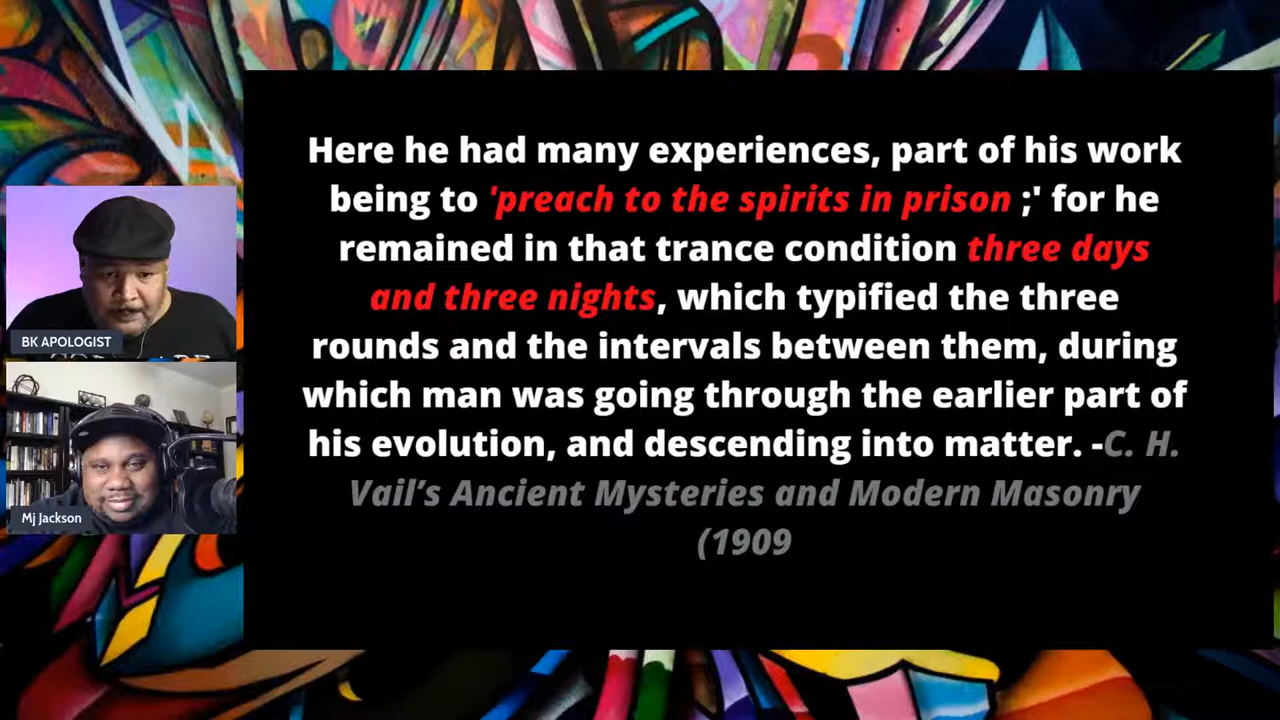 Here he had many experiences, part of his work
being to 'preach to the spirits in prison ;' for he
remained in that trance condition three days
and three nights, which typified the three
rounds and the intervals between them, during
which man was going through the earlier part of
his evolution, and descending into matter. -C. H.
Vail’s Ancient Mysteries and Modern Masonry
(1909
BK APOLOGIST
Mj Jackson